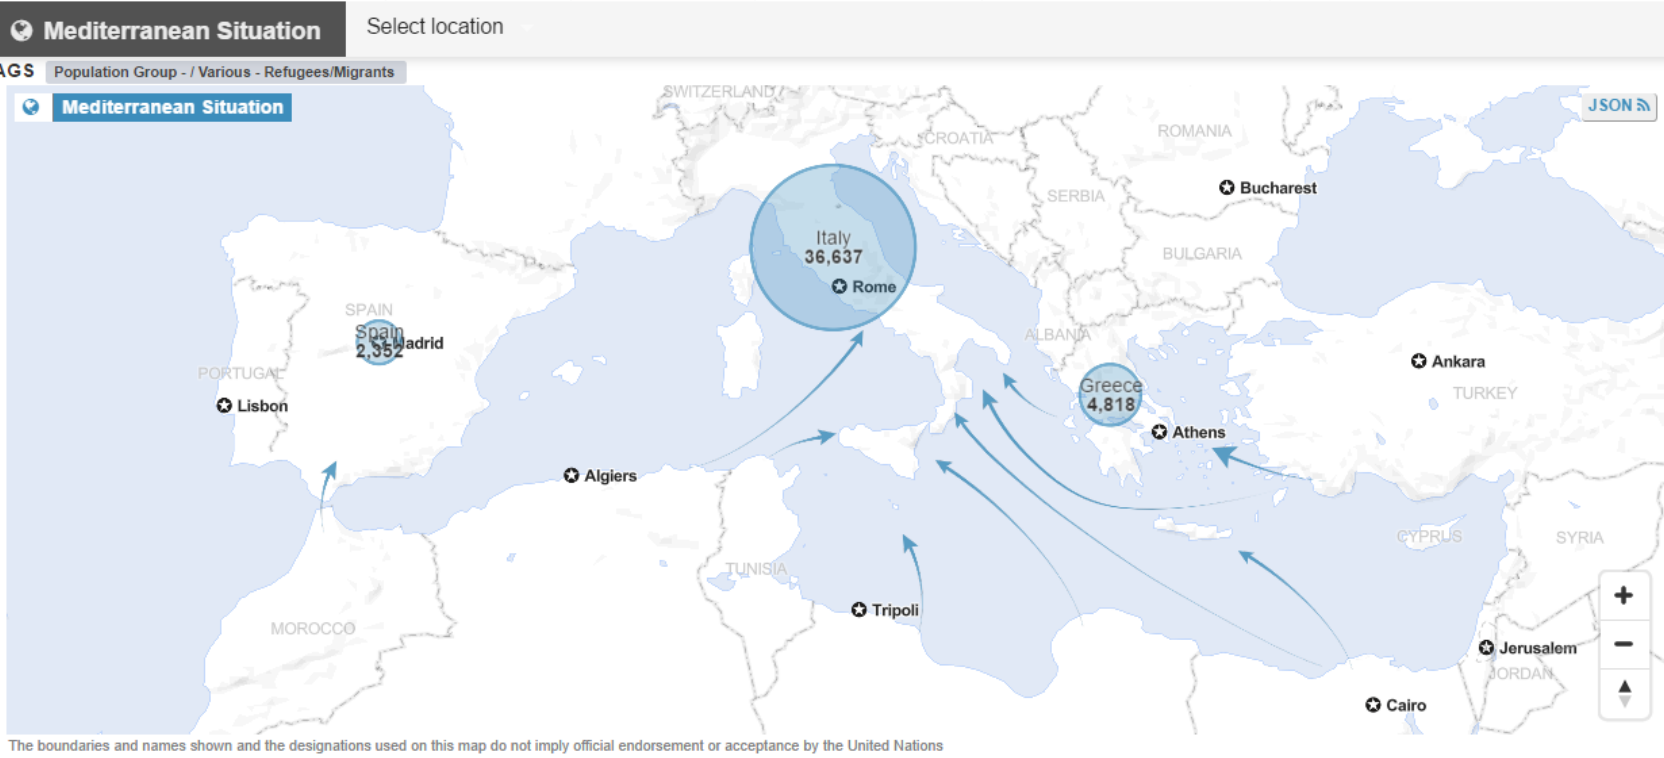 Mediterranean Situation
Select location
AGS
Population Group - / Various - Refugees/Migrants
Mediterranean Situation
JSON
SWITZERLAND
CROATIA
ROMANIA
Bucharest
SERBIA
BULGARIA
Italy
36,637
Rome
SPAIN
Spain
2,352
Madrid
ALBANIA
PORTUGAL
Lisbon
Greece
4,818
Ankara
TURKEY
Athens
Algiers
CYPRUS
SYRIA
TUNISIA
Tripoli
MOROCCO
Jerusalem
JORDAN
Cairo
The boundaries and names shown and the designations used on this map do not imply official endorsement or acceptance by the United Nations